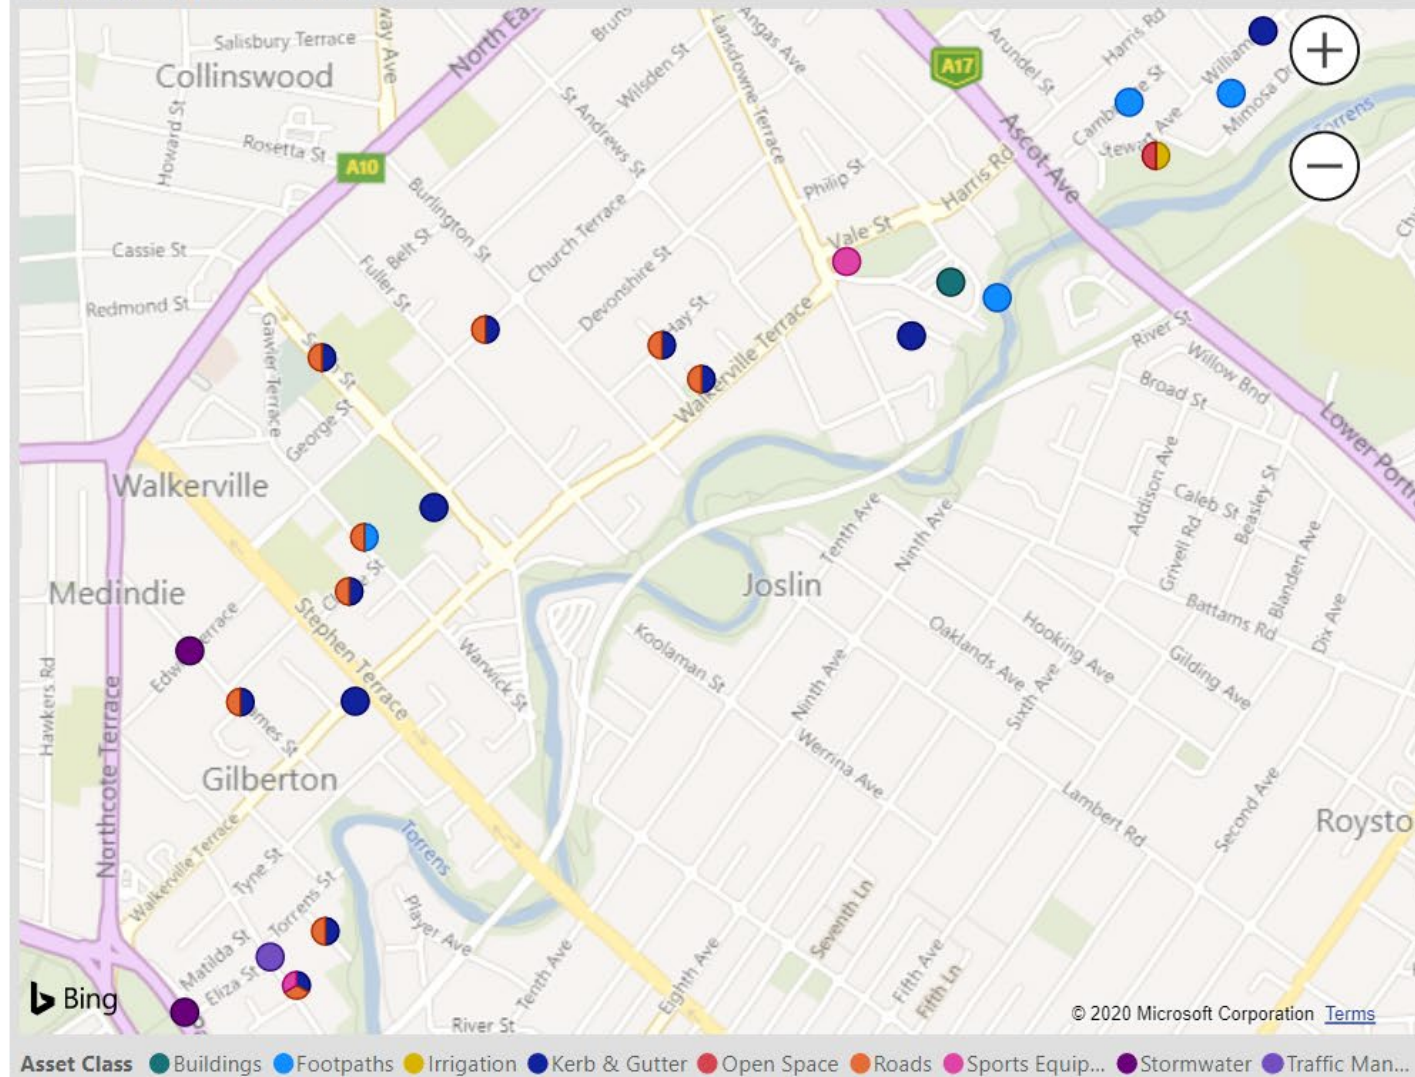 Salisbury Terrace
Collinswood
way Ave
North Ea
Brun
Wilsden St
St Andrews St
Lansdowne Terrace
Angas Ave
A17
Arundel St
Harris Rd
William
Mimosa Dr
Torrens
Howard St
Rosetta St
A10
Burlington St
Church Terrace
Philip St
Harris Rd
Ascot Ave
Stewart Ave
Cassie St
Belt St
Fuller St
Devonshire St
Vale St
Redmond St
Gawler Terrace
Hay St
Walkerville Terrace
River St
Willow Bnd
Broad St
Lower Port
George St
Walkerville
Addison Ave
Caleb St
Beasley St
Grivell Rd
Blanden Ave
Tenth Ave
Ninth Ave
Medindie
Joslin
Battams Rd
Dix Ave
Stephen Terrace
Warwick St
Koolaman St
Oaklands Ave
Hooking Ave
Gilding Ave
Hawkers Rd
Northcote Terrace
Ninth Ave
Sixth Ave
Gilberton
Werrina Ave
Lambert Rd
Second Ave
Roysto
Walkerville Terrace
Tyne St
Torrens
Torrens St
Player Ave
Seventh Ln
Matilda St
Eliza St
Tenth Ave
Eighth Ave
Fifth Ave
Fifth Ln
River St
Bing
© 2020 Microsoft Corporation Terms
Asset Class Buildings Footpaths Irrigation Kerb & Gutter Open Space Roads Sports Equip... Stormwater Traffic Man...